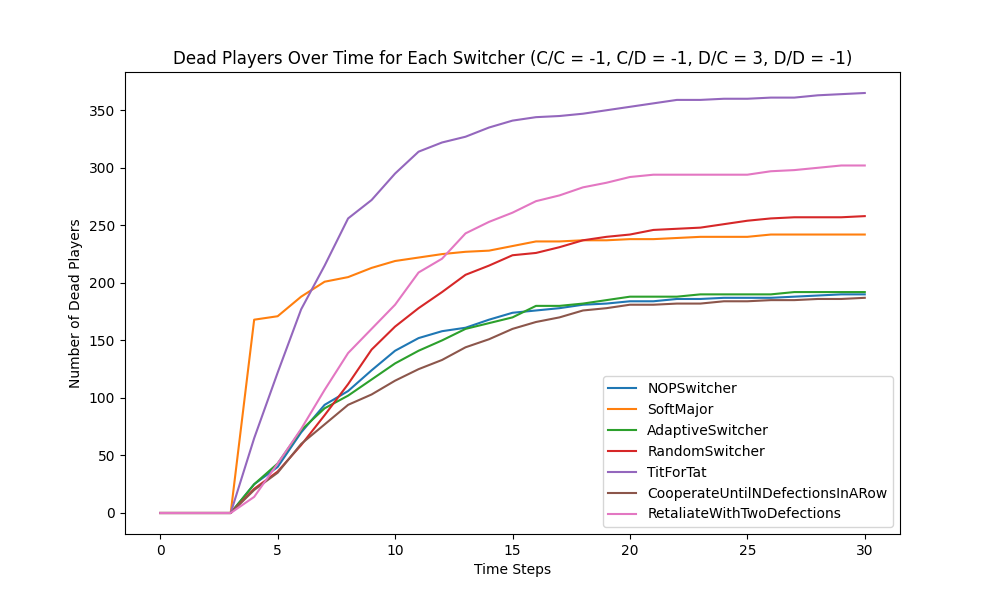 Dead Players Over Time for Each Switcher (C/C = -1, C/D = -1, D/C = 3, D/D = -1)
Number of Dead Players
350
300
250
200
150
100
50
0
0 5 10 15 20 25 30
Time Steps
NOPSwitcher
SoftMajor
AdaptiveSwitcher
RandomSwitcher
TitForTat
CooperateUntilNDefectionsInARow
RetaliateWithTwoDefections